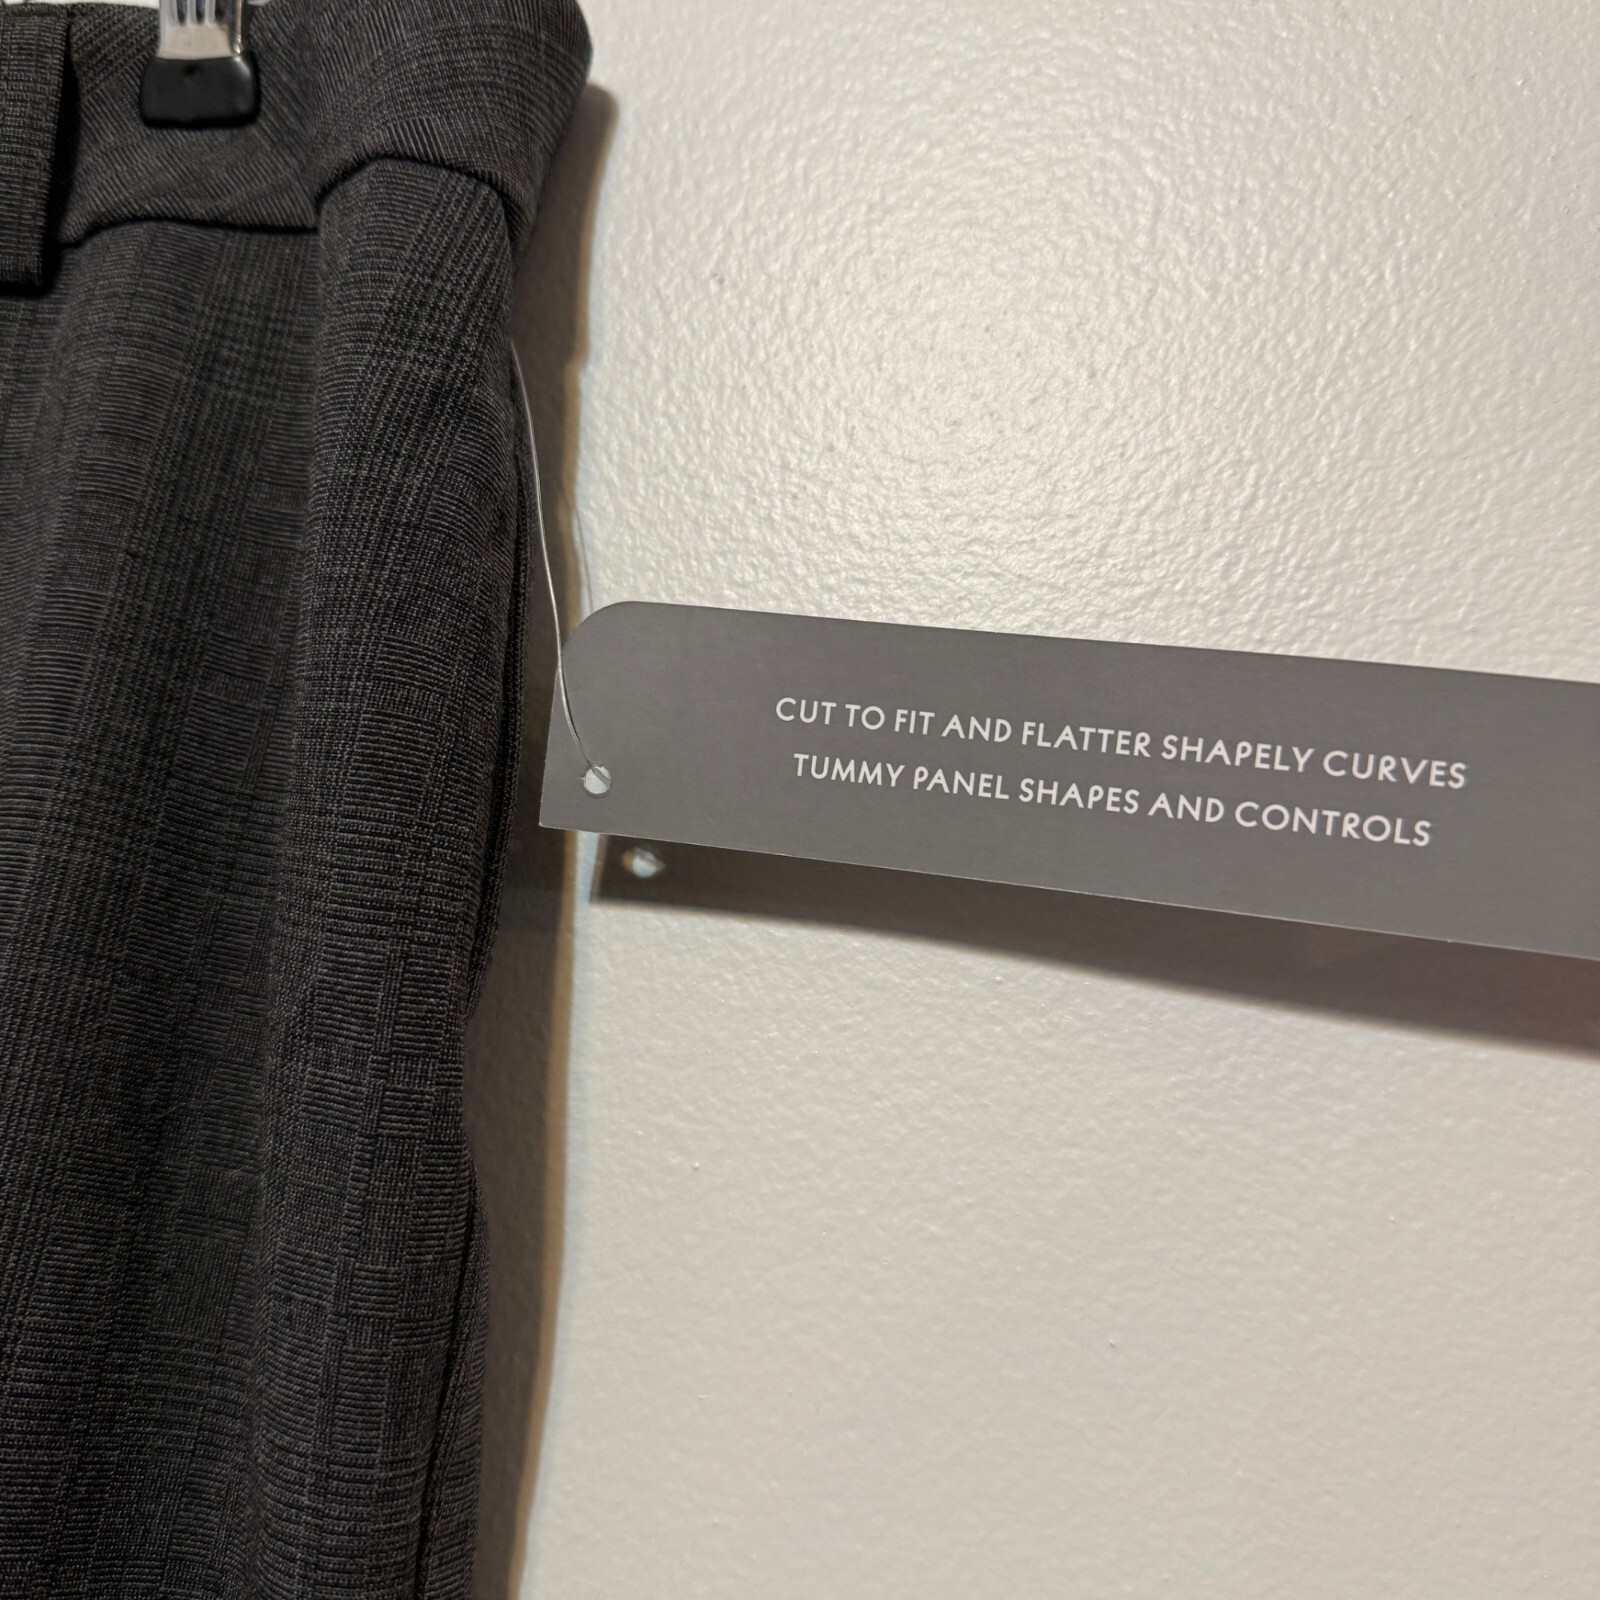 CUT TO FIT AND FLATTER SHAPELY CURVES
TUMMY PANEL SHAPES AND CONTROLS